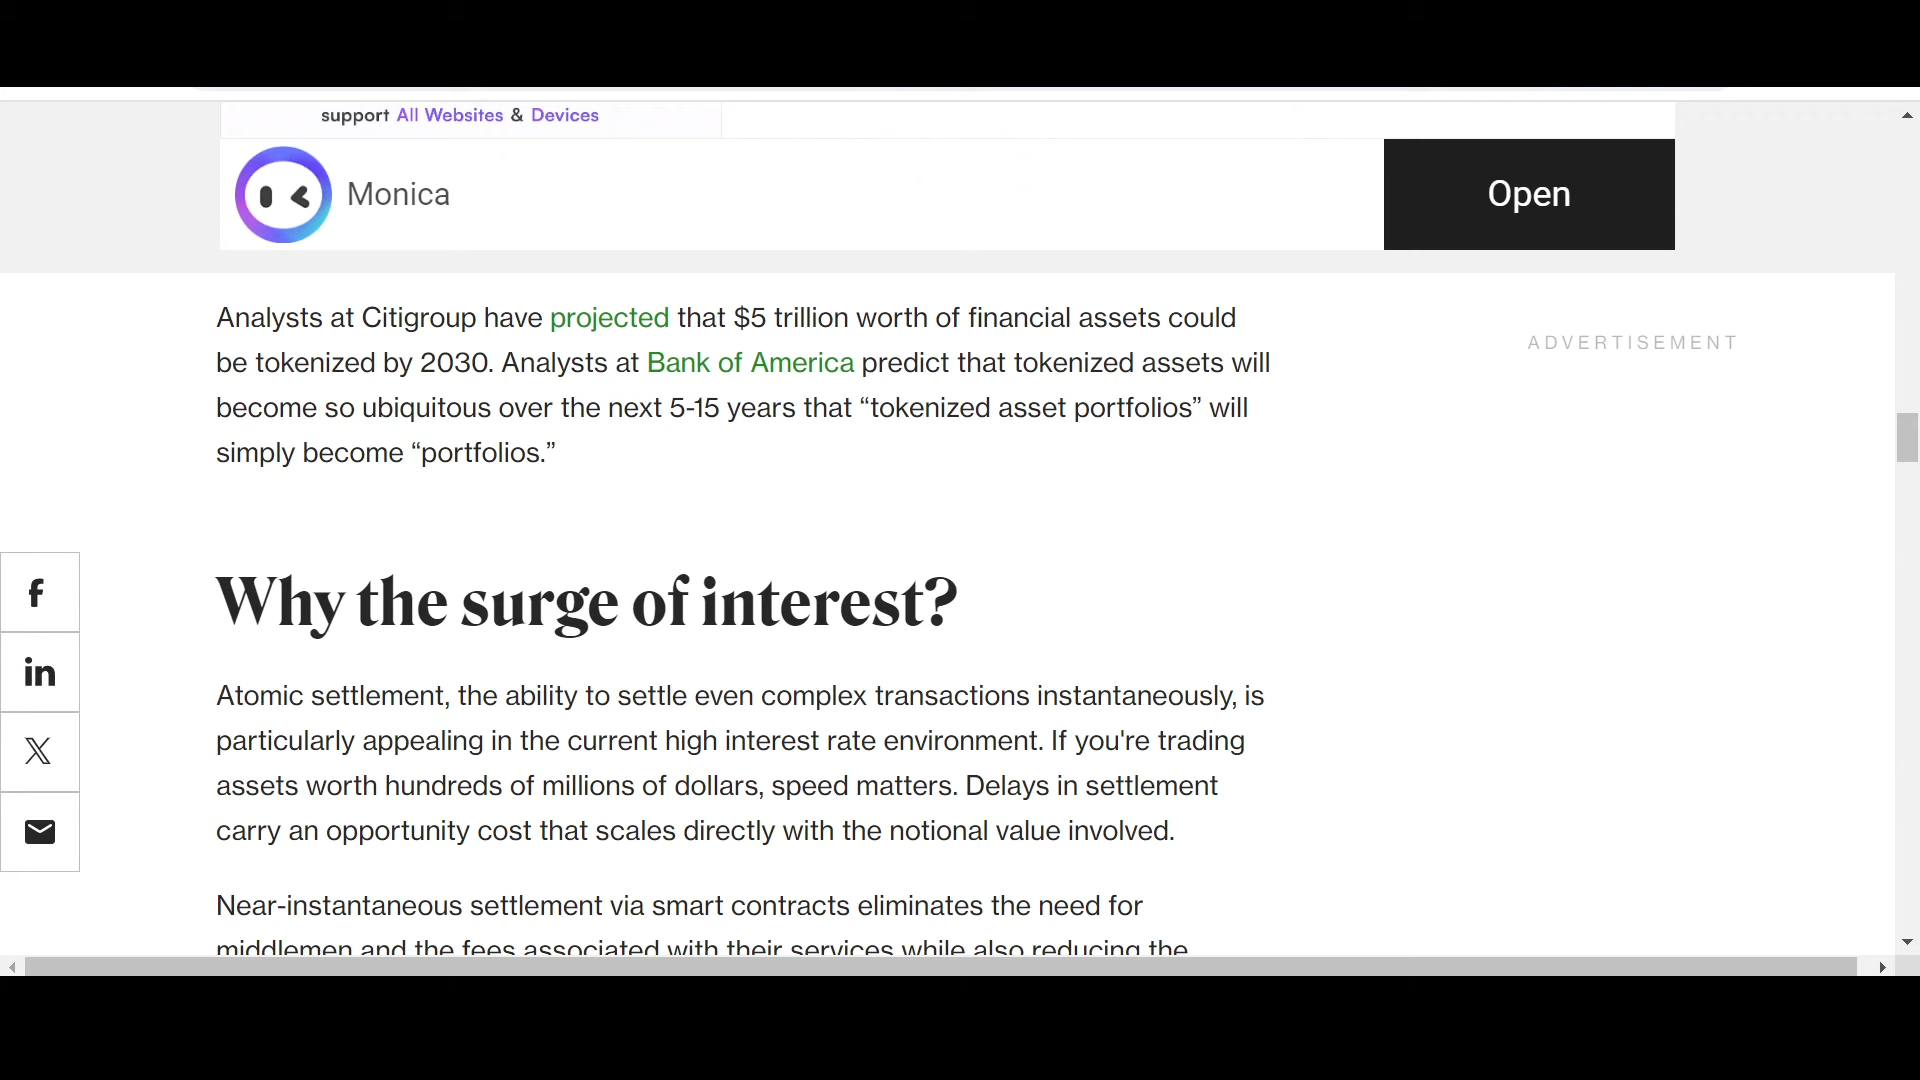 support All Websites & Devices
Monica
Open
Analysts at Citigroup have projected that $5 trillion worth of financial assets could
be tokenized by 2030. Analysts at Bank of America predict that tokenized assets will
become so ubiquitous over the next 5-15 years that “tokenized asset portfolios” will
simply become “portfolios.”
ADVERTISEMENT
Why the surge of interest?
Atomic settlement, the ability to settle even complex transactions instantaneously, is
particularly appealing in the current high interest rate environment. If you're trading
assets worth hundreds of millions of dollars, speed matters. Delays in settlement
carry an opportunity cost that scales directly with the notional value involved.
Near-instantaneous settlement via smart contracts eliminates the need for
middlemen and the fees associated with their services while also reducing the